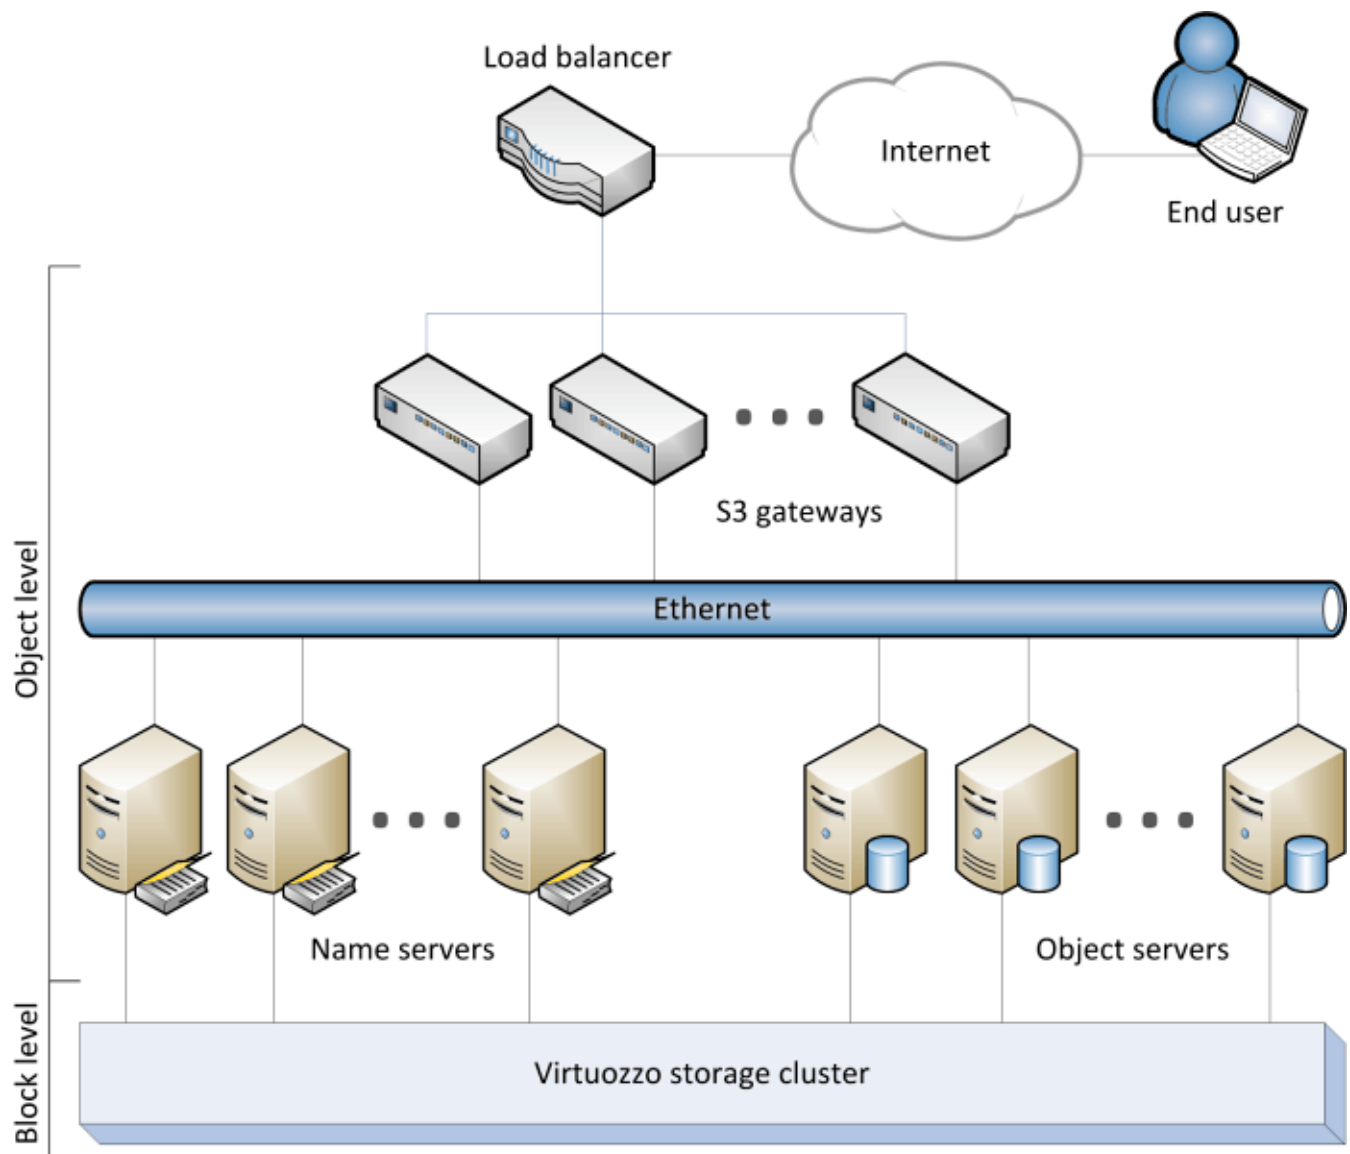 Load balancer
Internet
End user
S3 gateways
Object level
Ethernet
Name servers
Object servers
Block level
Virtuozzo storage cluster